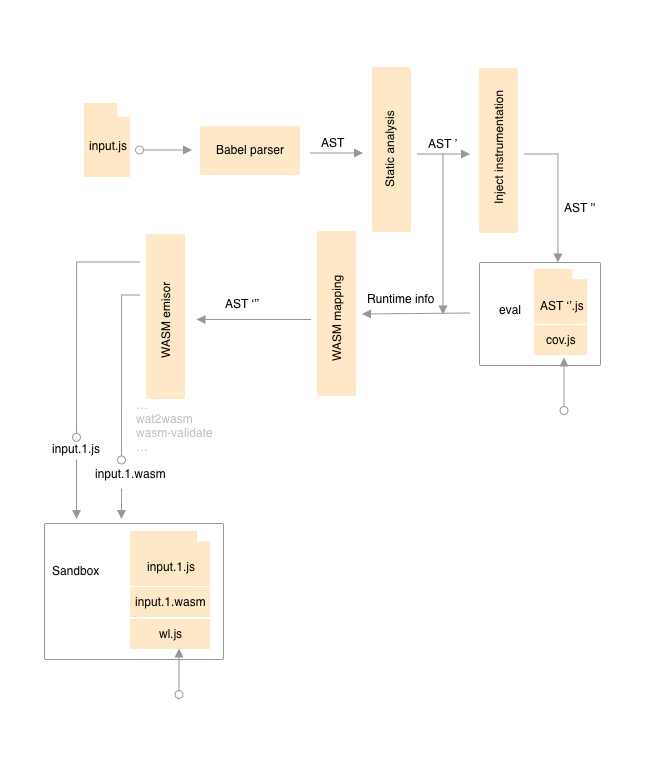 input.js
Babel parser
AST
Static analysis
AST '
Inject instrumentation
AST ''
eval
AST ‘'’.js
cov.js
Runtime info
WASM mapping
AST ‘'’
WASM emisor
...
wat2wasm
wasm-validate
...
input.1.js
input.1.wasm
Sandbox
input.1.js
input.1.wasm
wl.js